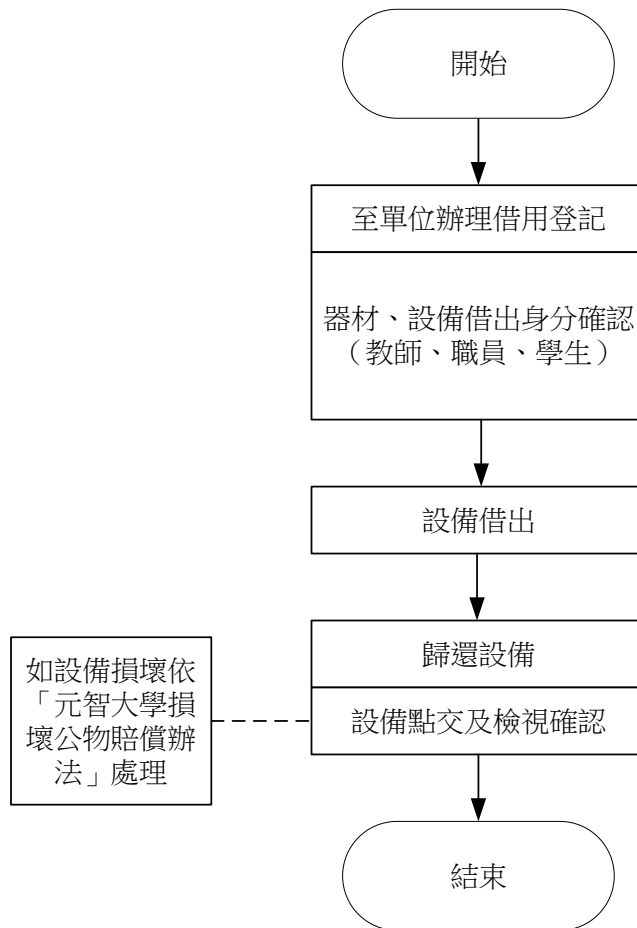 開始
至單位辦理借用登記
器材、設備借出身分確認
（教師、職員、學生）
設備借出
歸還設備
設備點交及檢視確認
如設備損壞依
「元智大學損
壞公物賠償辦
法」處理
結束